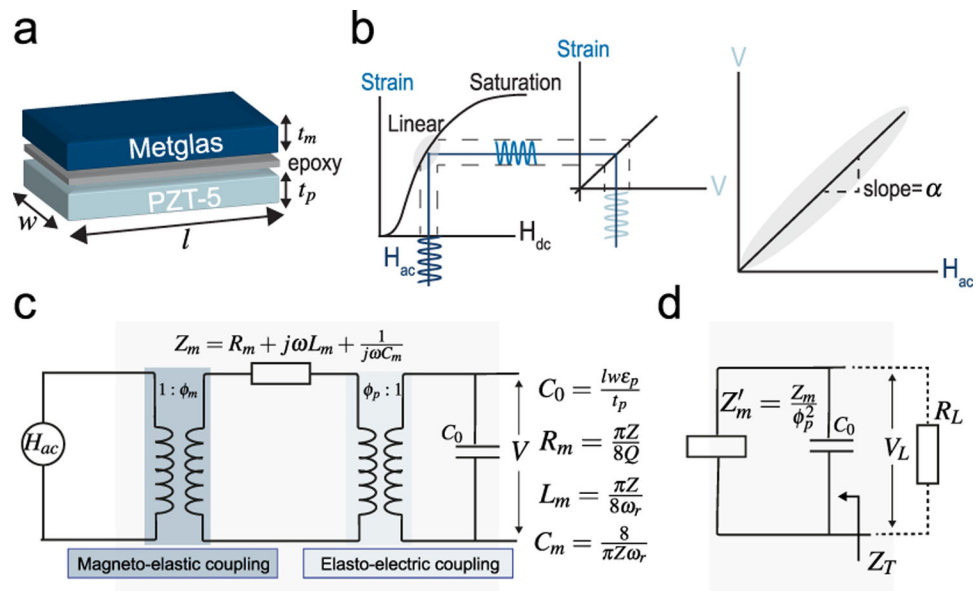 a
Metglas
t_m
epoxy
PZT-5
t_p
w
l
b
Strain
Saturation
Linear
H_dc
H_ac
Strain
V
V
slope= α
H_ac
c
Z_m = R_m + jωL_m + 1/(jωC_m)
1 : ϕ_m
ϕ_p : 1
H_ac
C_0
V
C_0 = lwε_p/t_p
R_m = πZ/8Q
L_m = πZ/8ω_r
C_m = 8/πZω_r
Magneto-elastic coupling
Elasto-electric coupling
d
Z′_m = Z_m/ϕ_p^2
C_0
V_L
R_L
Z_T